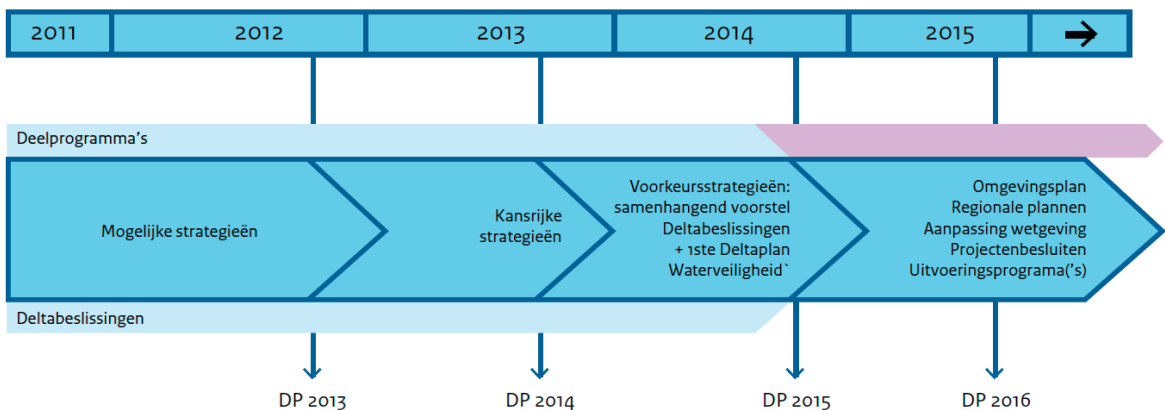 2011 2012 2013 2014 2015
Deelprogramma's
Mogelijke strategieën
Kansrijke
strategieën
Voorkeursstrategieën:
samenhangend voorstel
Deltabeslissingen
+ 1ste Deltaplan
Waterveiligheid`
Omgevingsplan
Regionale plannen
Aanpassing wetgeving
Projectenbesluiten
Uitvoeringsprograma('s)
Deltabeslissingen
DP 2013 DP 2014 DP 2015 DP 2016